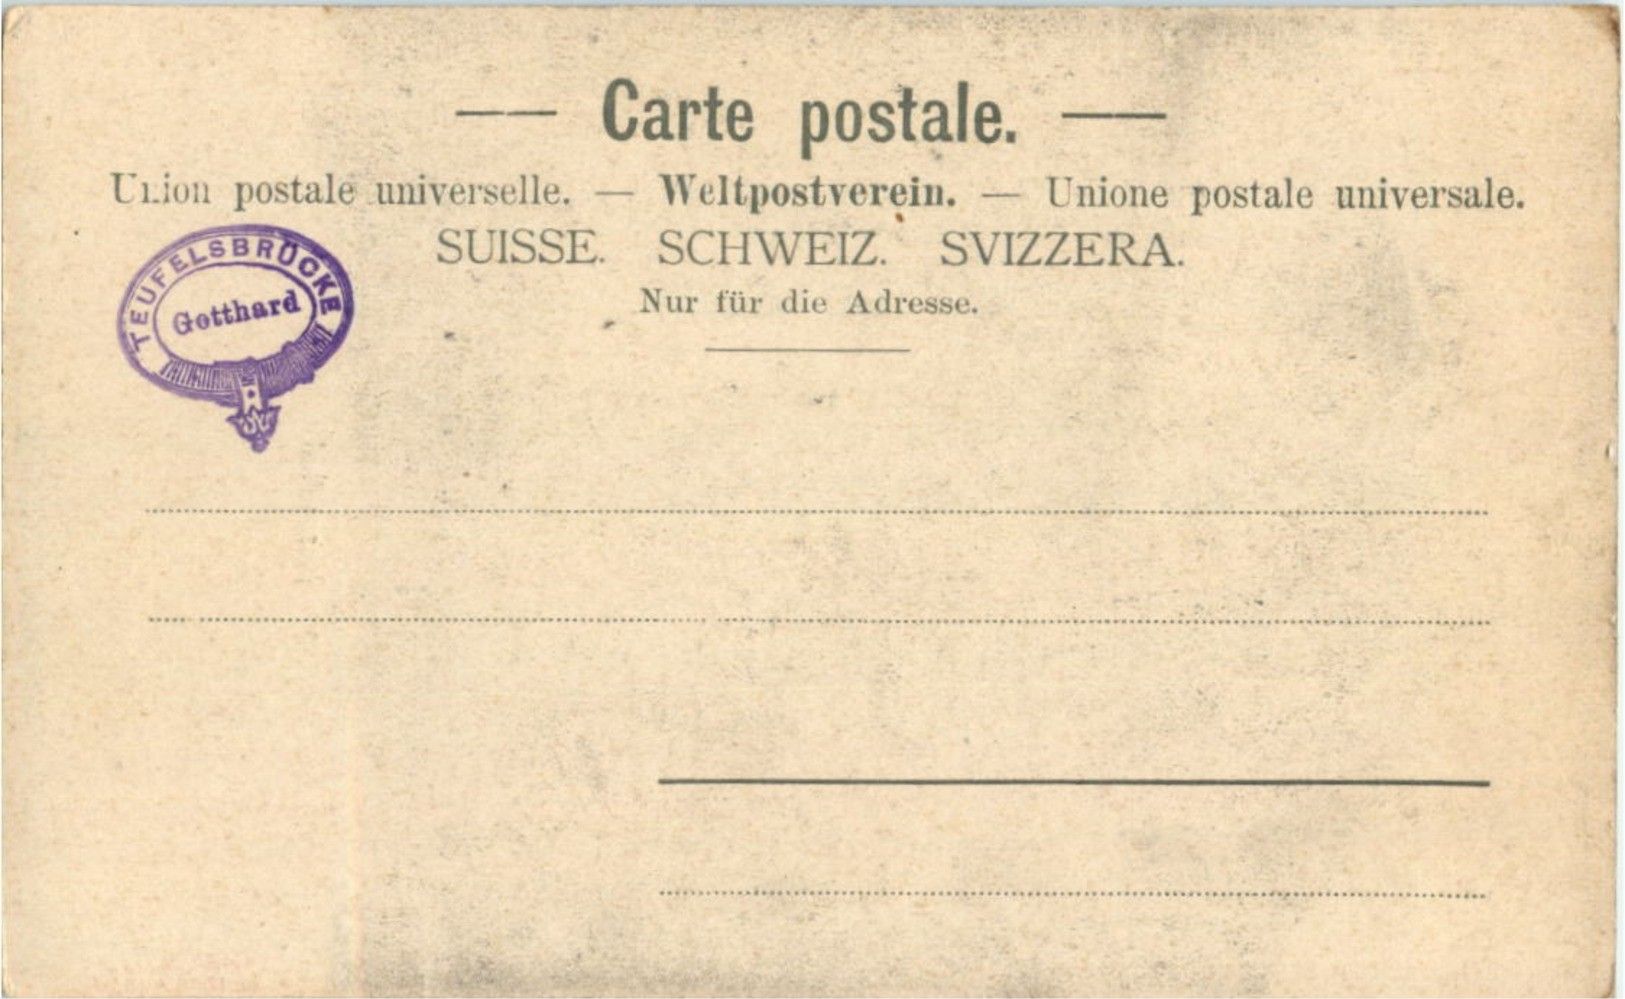 Carte postale.
Union postale universelle. — Weltpostverein. — Unione postale universale.
SUISSE. SCHWEIZ. SVIZZERA.
Nur für die Adresse.
TEUFELSBRÜCKE
Gotthard